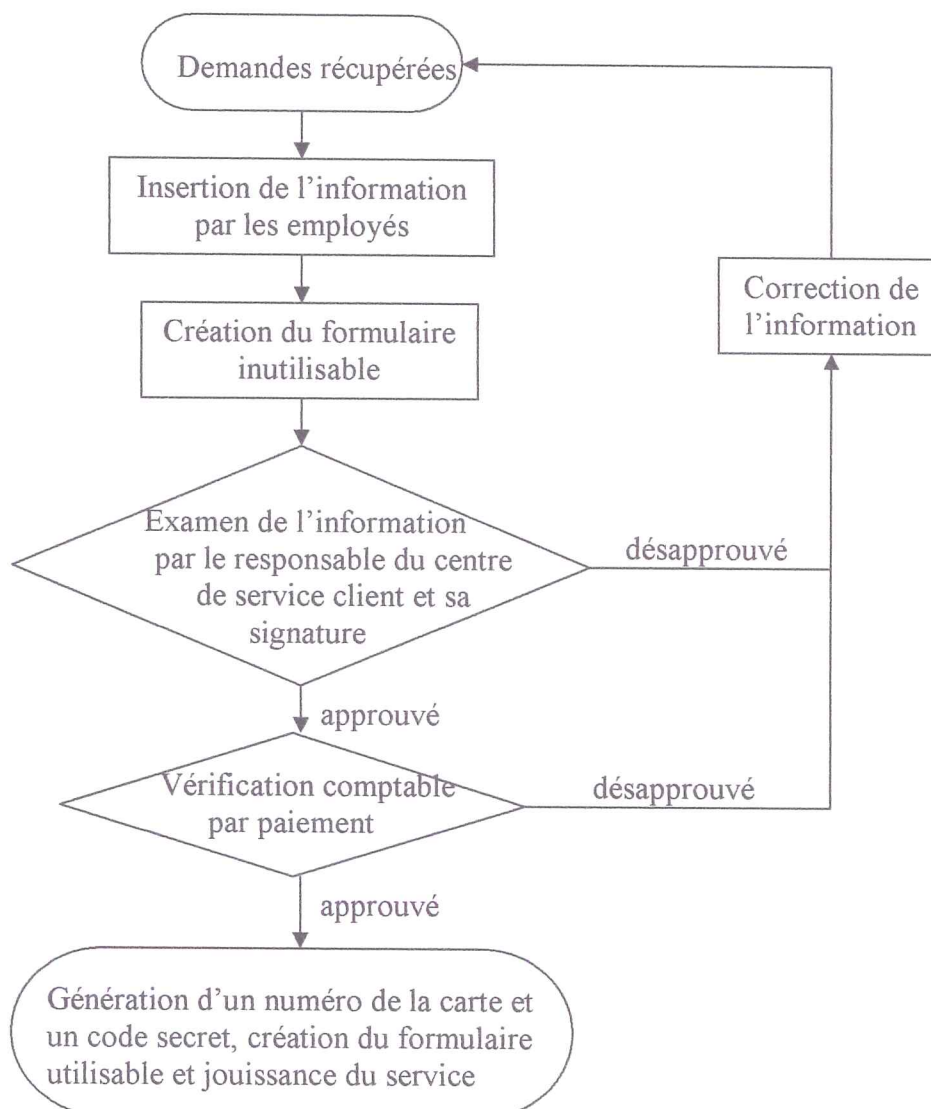 Demandes récupérées
Insertion de l'information
par les employés
Création du formulaire
inutilisable
Correction de
l'information
Examen de l'information
par le responsable du centre
de service client et sa
signature
désapprouvé
approuvé
Vérification comptable
par paiement
désapprouvé
approuvé
Génération d'un numéro de la carte et
un code secret, création du formulaire
utilisable et jouissance du service